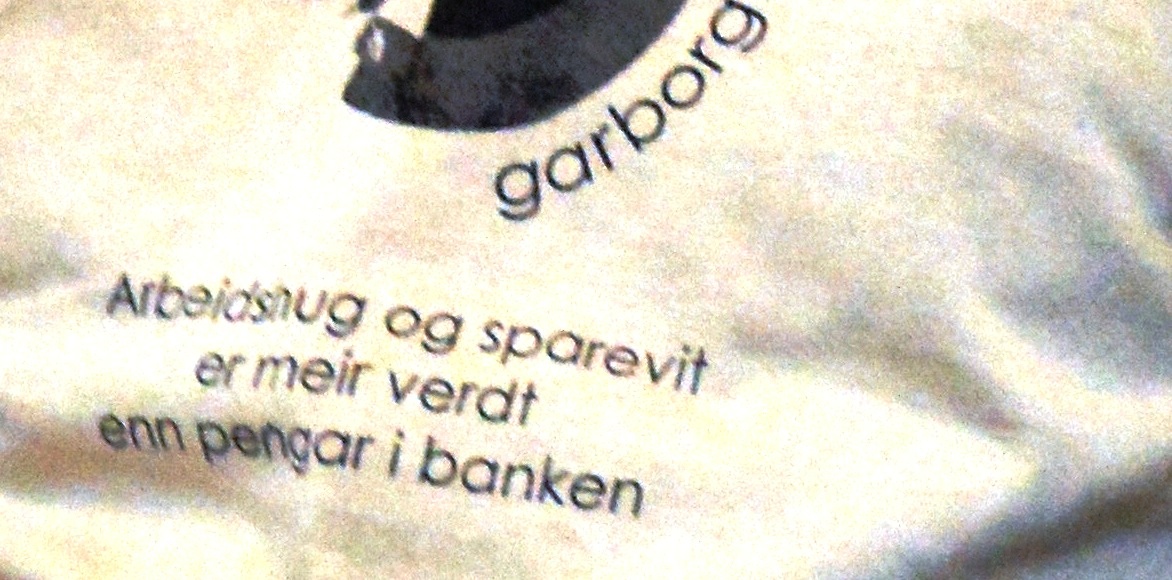 garborg
Arbeidshug og sparevit
er meir verdt
enn pengar i banken